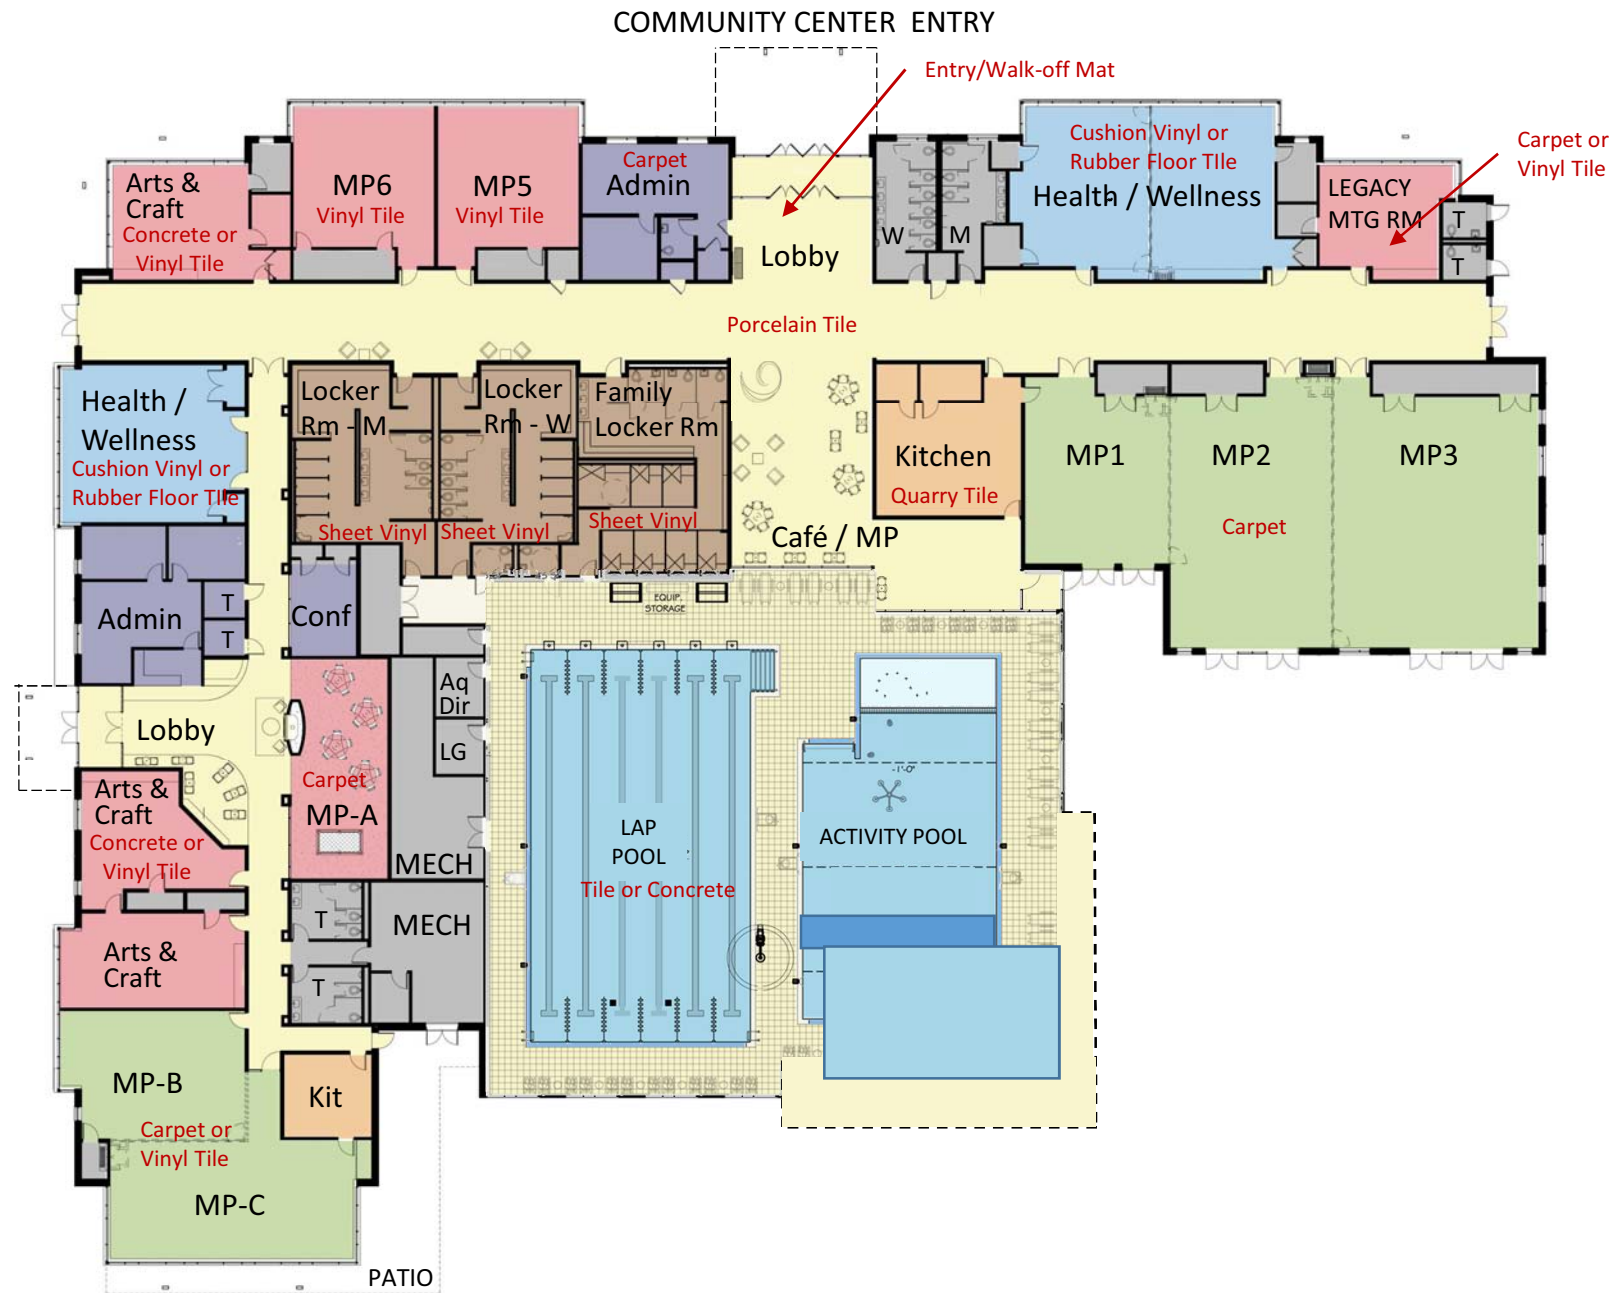 COMMUNITY CENTER  ENTRY
Entry/Walk-off Mat
Carpet or
Vinyl Tile
Arts &
Craft
Concrete or
Vinyl Tile
MP6
Vinyl Tile
MP5
Vinyl Tile
Carpet
Admin
Lobby
W
M
Cushion Vinyl or
Rubber Floor TIle
Health / Wellness
LEGACY
MTG RM
T
T
Porcelain Tile
Health /
Wellness
Cushion Vinyl or
Rubber Floor TIle
Locker
Rm - M
Sheet Vinyl
Locker
Rm - W
Sheet Vinyl
Family
Locker Rm
Sheet Vinyl
Café / MP
Kitchen
Quarry Tile
MP1
MP2
MP3
Carpet
Admin
T
T
Conf
EQUIP.
STORAGE
Lobby
Aq
Dir
LG
Carpet
MP-A
MECH
Arts &
Craft
Concrete or
Vinyl Tile
LAP
POOL
Tile or Concrete
-1'-0"
ACTIVITY POOL
Arts &
Craft
T
T
MECH
MP-B
Kit
Carpet or
Vinyl Tile
MP-C
PATIO